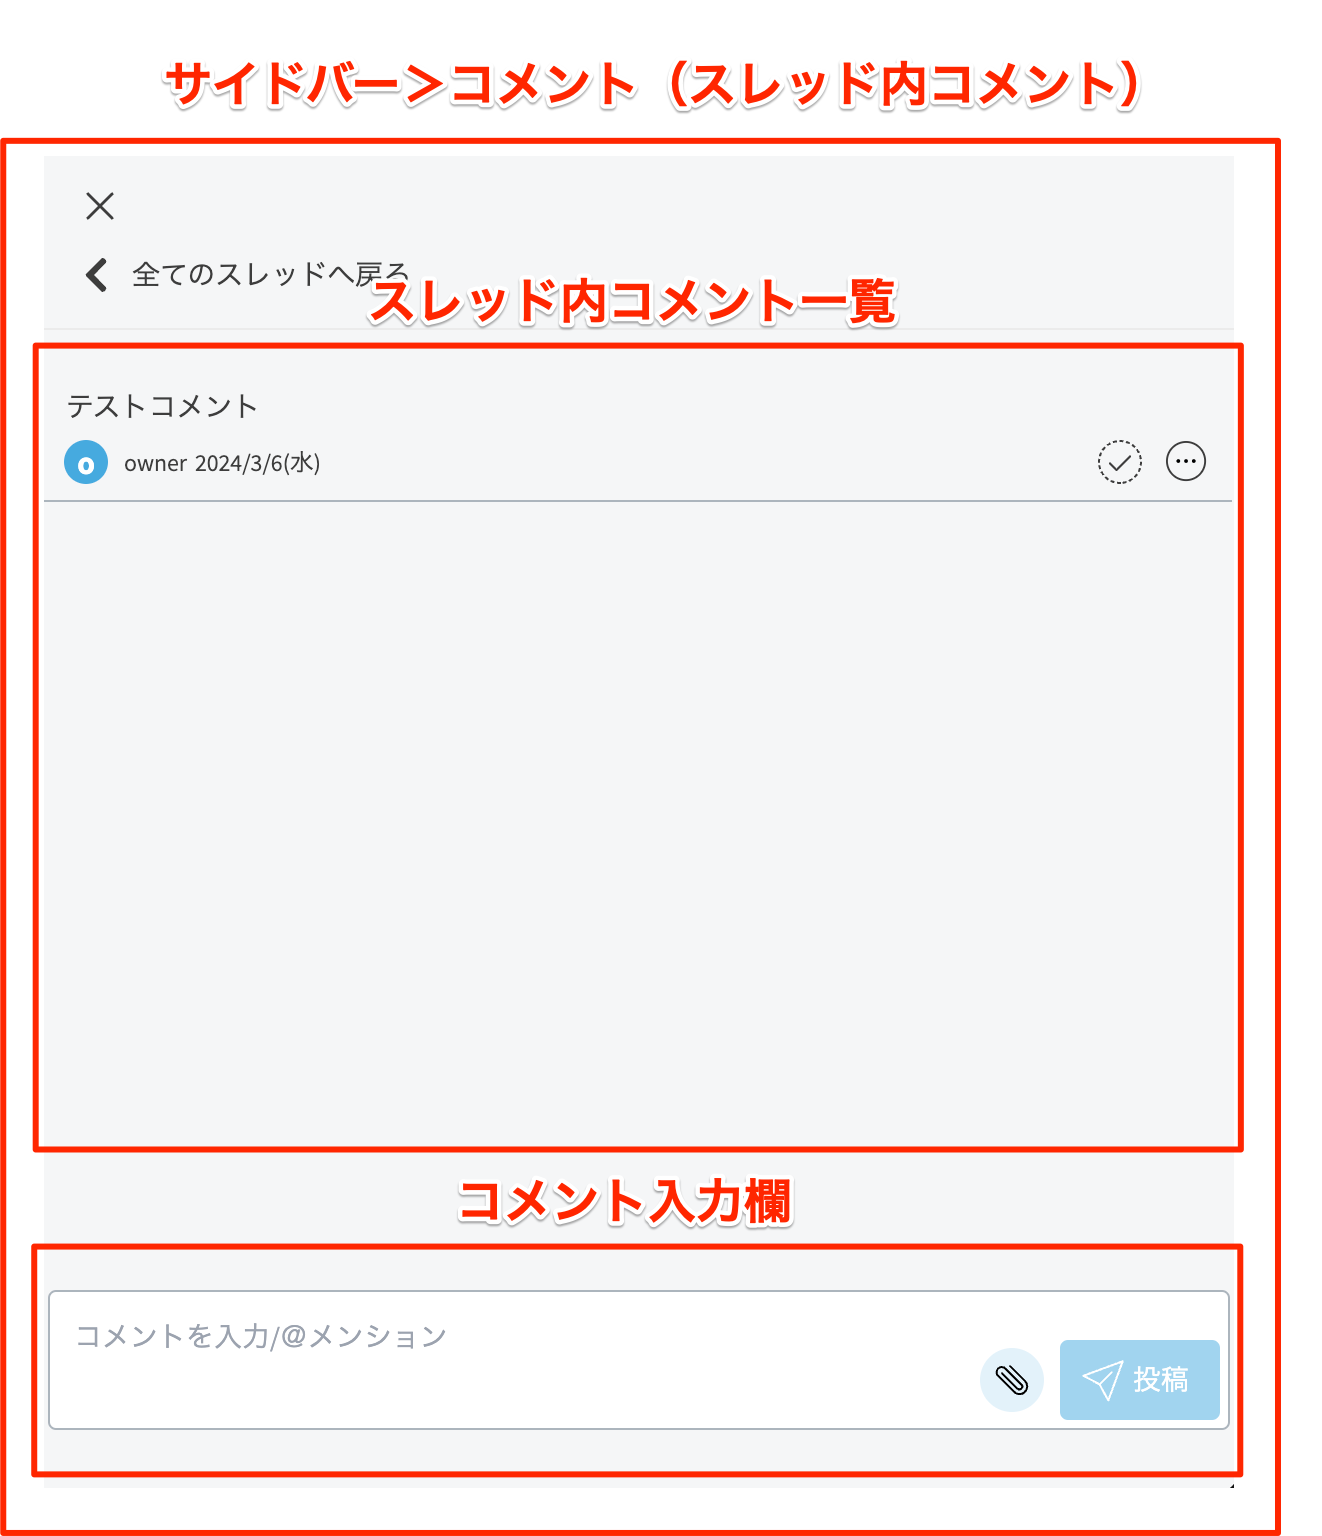 サイドバー＞コメント（スレッド内コメント）
全てのスレッドへ戻る
スレッド内コメント一覧
テストコメント
o owner 2024/3/6(水)
コメント入力欄
コメントを入力/@メンション
投稿